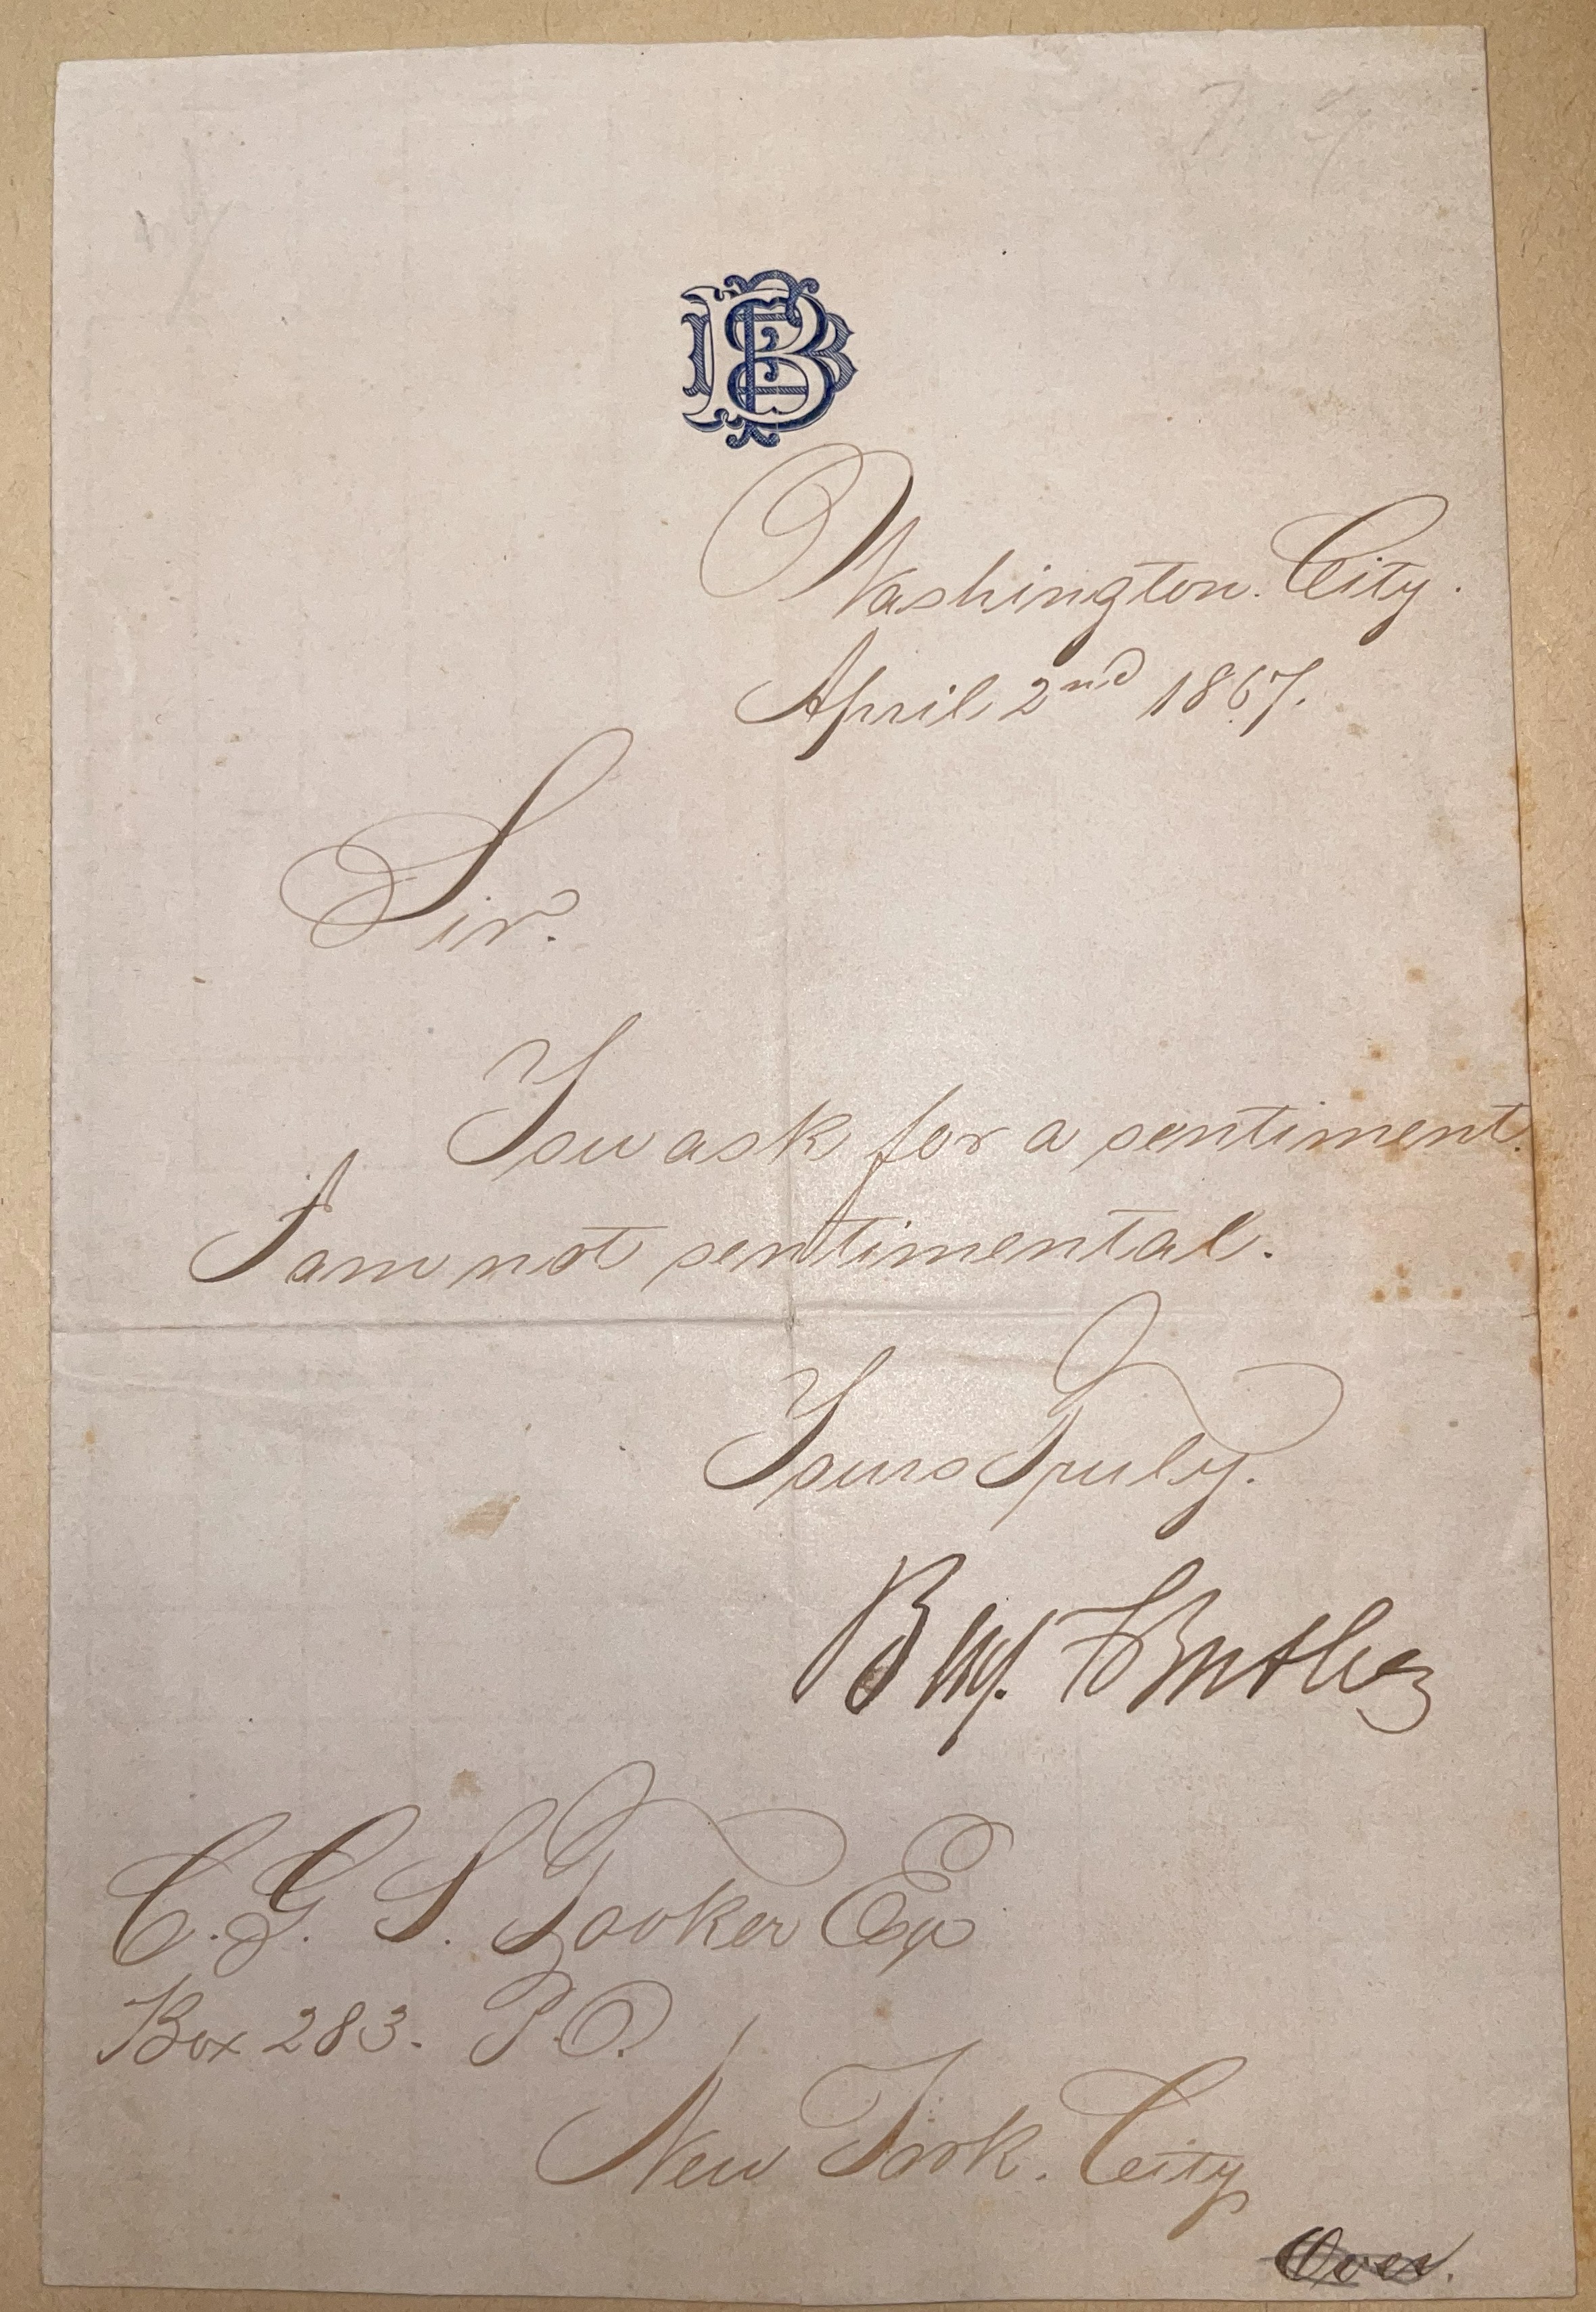 BFB
Washington. City.
April 2nd 1867.
Sir.
You ask for a sentiment.
I am not sentimental.
Yours Truly.
Benj. F Butler
C. G. S. Tooker Esq
Box 283. P.O.
New York. City
Over.